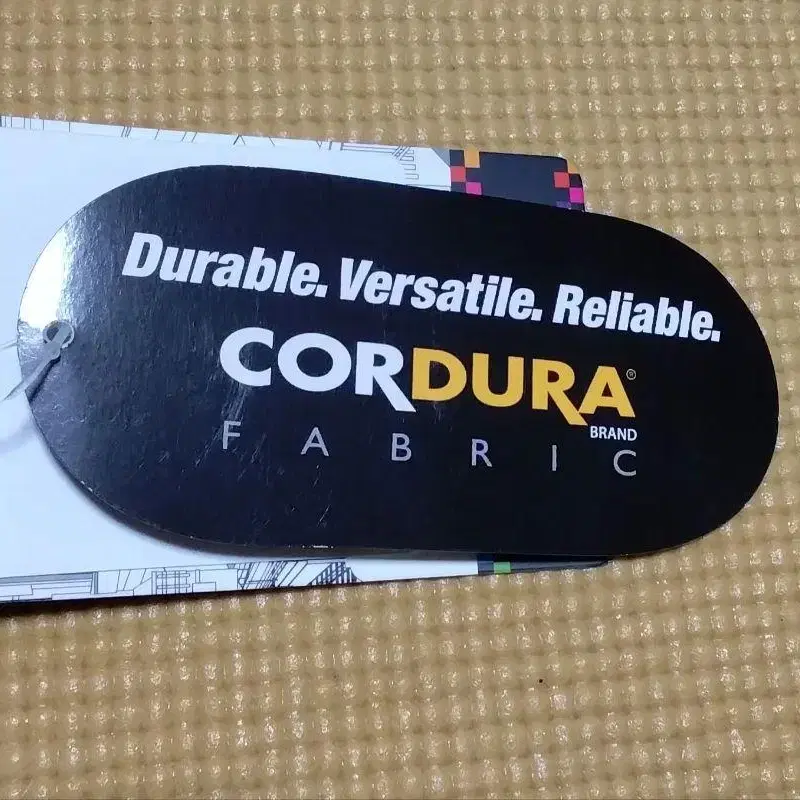 Durable. Versatile. Reliable.
CORDURA®
BRAND
FABRIC